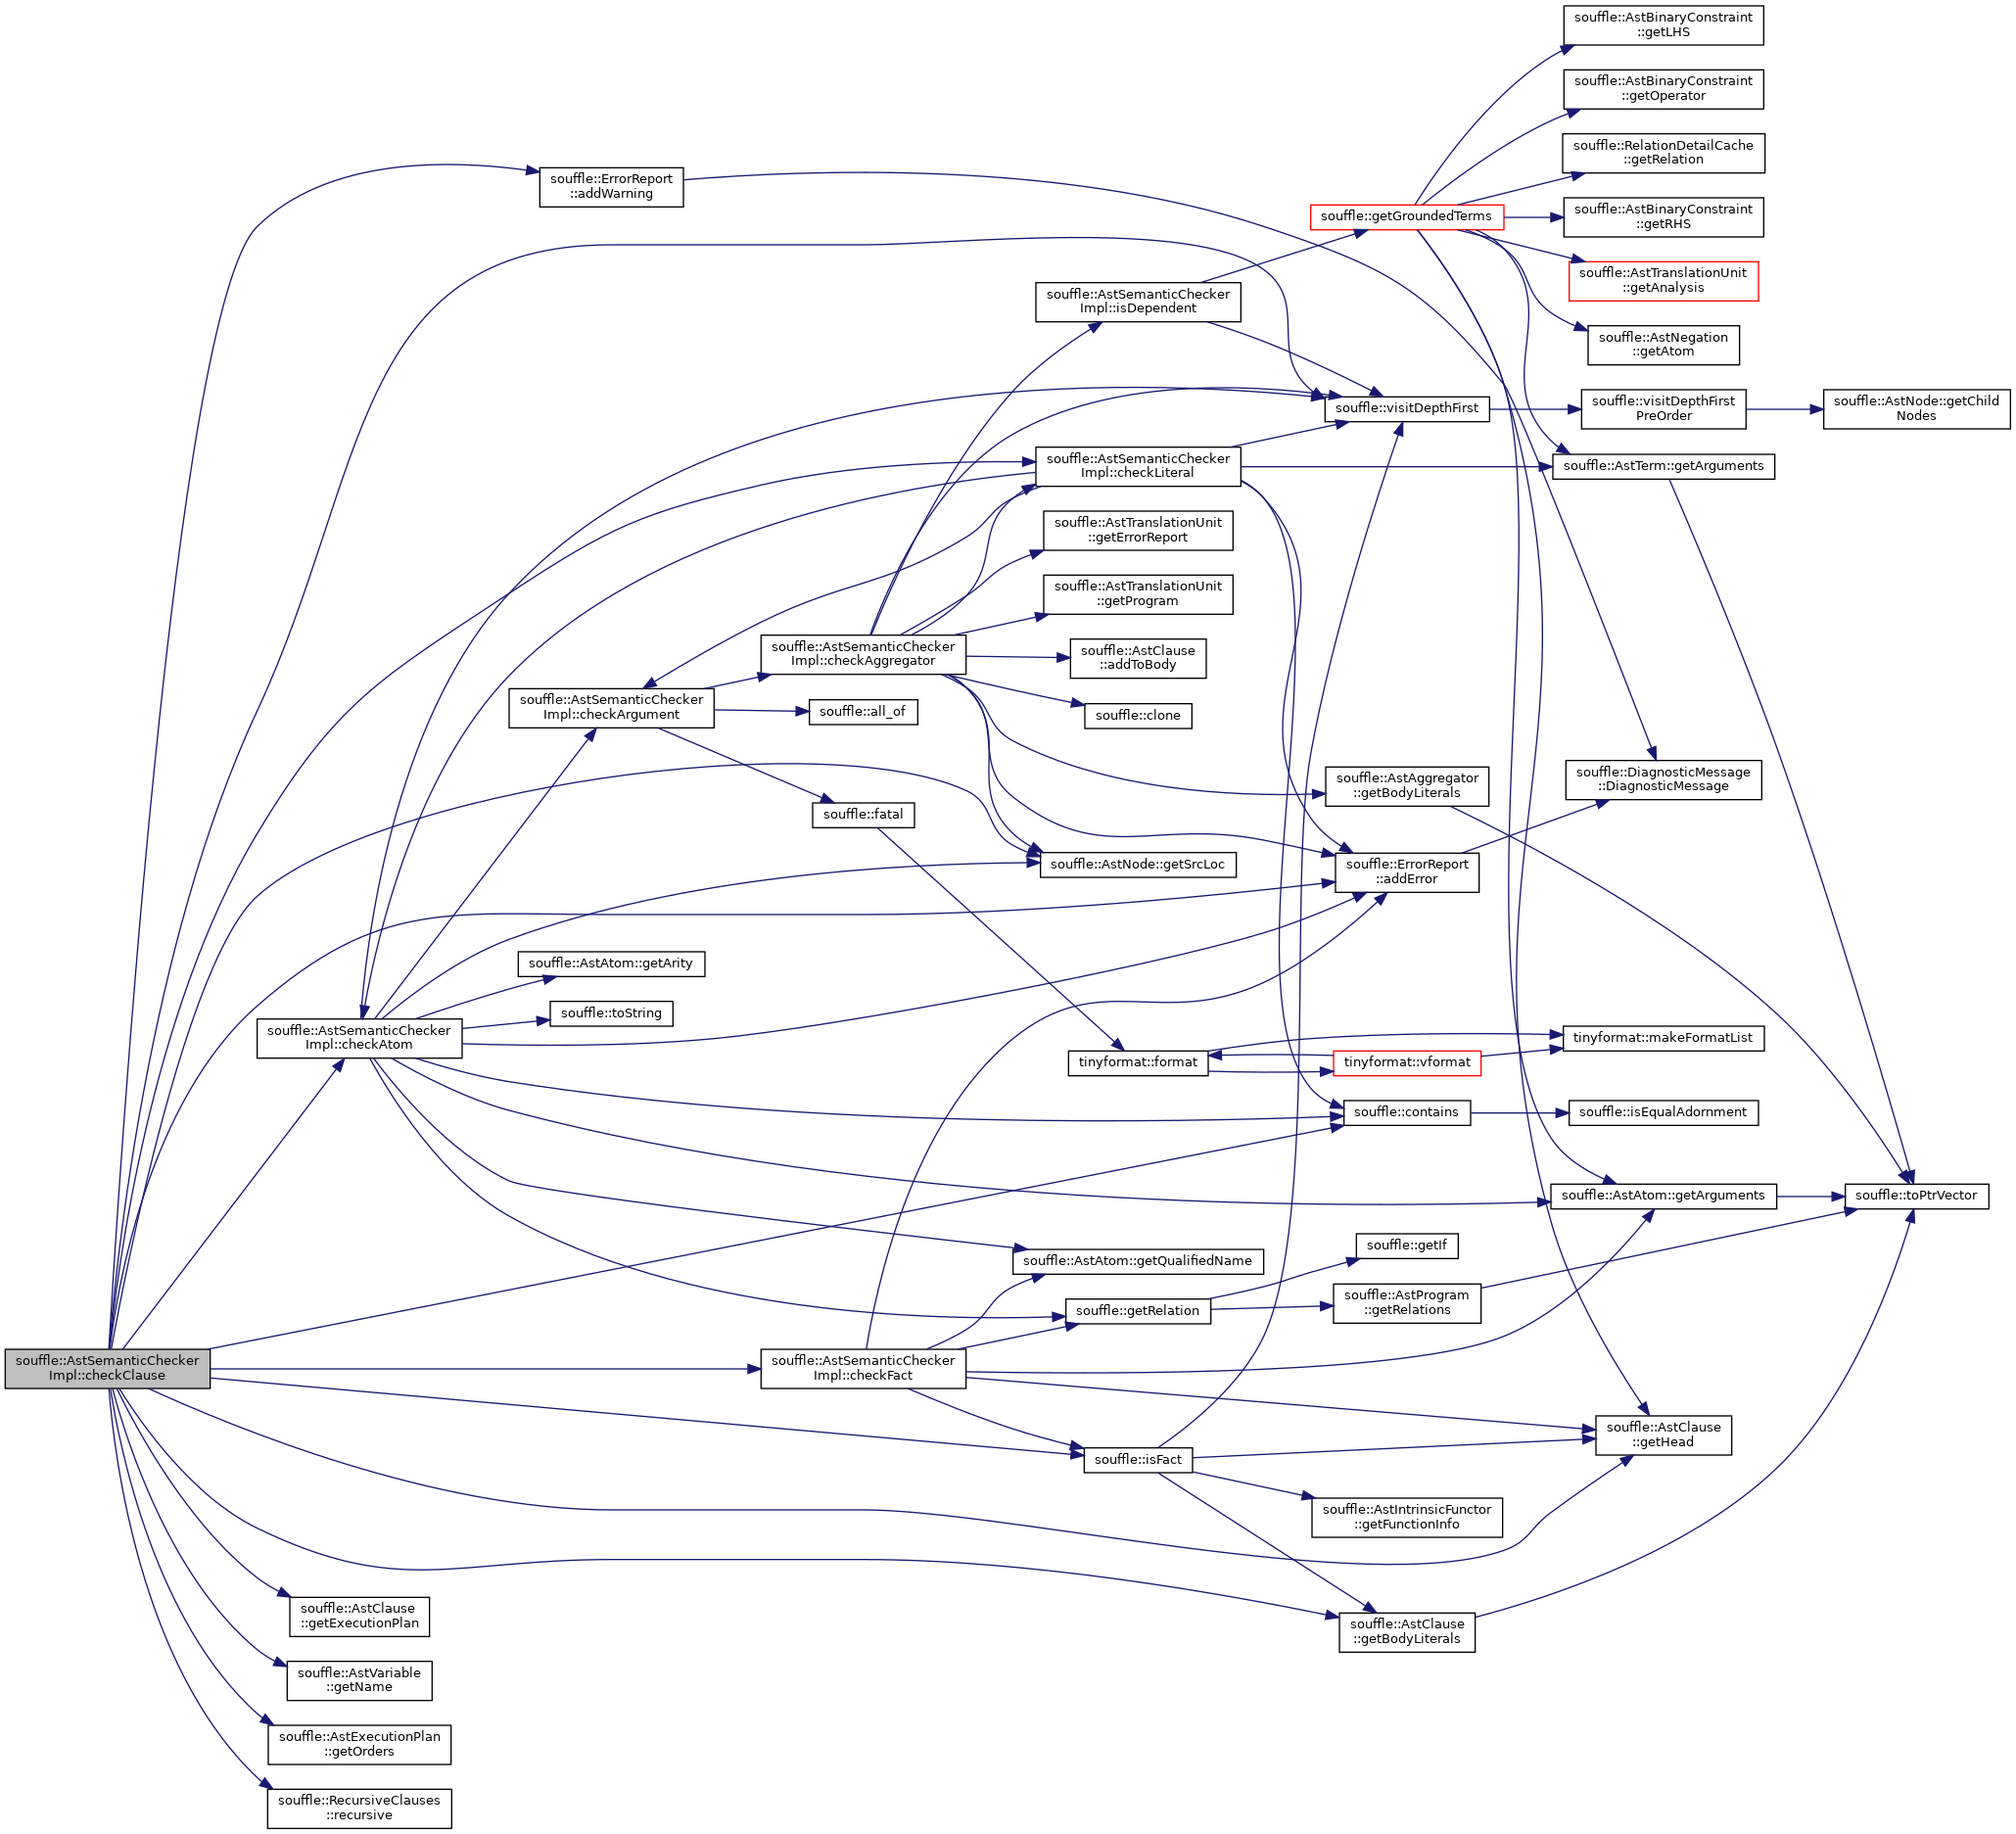 souffle::AstBinaryConstraint
::getLHS
souffle::AstBinaryConstraint
::getOperator
souffle::RelationDetailCache
::getRelation
souffle::ErrorReport
::addWarning
souffle::getGroundedTerms
souffle::AstBinaryConstraint
::getRHS
souffle::AstTranslationUnit
::getAnalysis
souffle::AstSemanticChecker
Impl::isDependent
souffle::AstNegation
::getAtom
souffle::visitDepthFirst
souffle::visitDepthFirst
PreOrder
souffle::AstNode::getChild
Nodes
souffle::AstSemanticChecker
Impl::checkLiteral
souffle::AstTerm::getArguments
souffle::AstTranslationUnit
::getErrorReport
souffle::AstTranslationUnit
::getProgram
souffle::AstSemanticChecker
Impl::checkAggregator
souffle::AstClause
::addToBody
souffle::AstSemanticChecker
Impl::checkArgument
souffle::all_of
souffle::clone
souffle::AstAggregator
::getBodyLiterals
souffle::DiagnosticMessage
::DiagnosticMessage
souffle::fatal
souffle::AstNode::getSrcLoc
souffle::ErrorReport
::addError
souffle::AstAtom::getArity
souffle::toString
souffle::AstSemanticChecker
Impl::checkAtom
tinyformat::format
tinyformat::vformat
tinyformat::makeFormatList
souffle::contains
souffle::isEqualAdornment
souffle::AstAtom::getArguments
souffle::toPtrVector
souffle::AstAtom::getQualifiedName
souffle::getIf
souffle::getRelation
souffle::AstProgram
::getRelations
souffle::AstSemanticChecker
Impl::checkClause
souffle::AstSemanticChecker
Impl::checkFact
souffle::AstClause
::getHead
souffle::isFact
souffle::AstIntrinsicFunctor
::getFunctionInfo
souffle::AstClause
::getExecutionPlan
souffle::AstClause
::getBodyLiterals
souffle::AstVariable
::getName
souffle::AstExecutionPlan
::getOrders
souffle::RecursiveClauses
::recursive